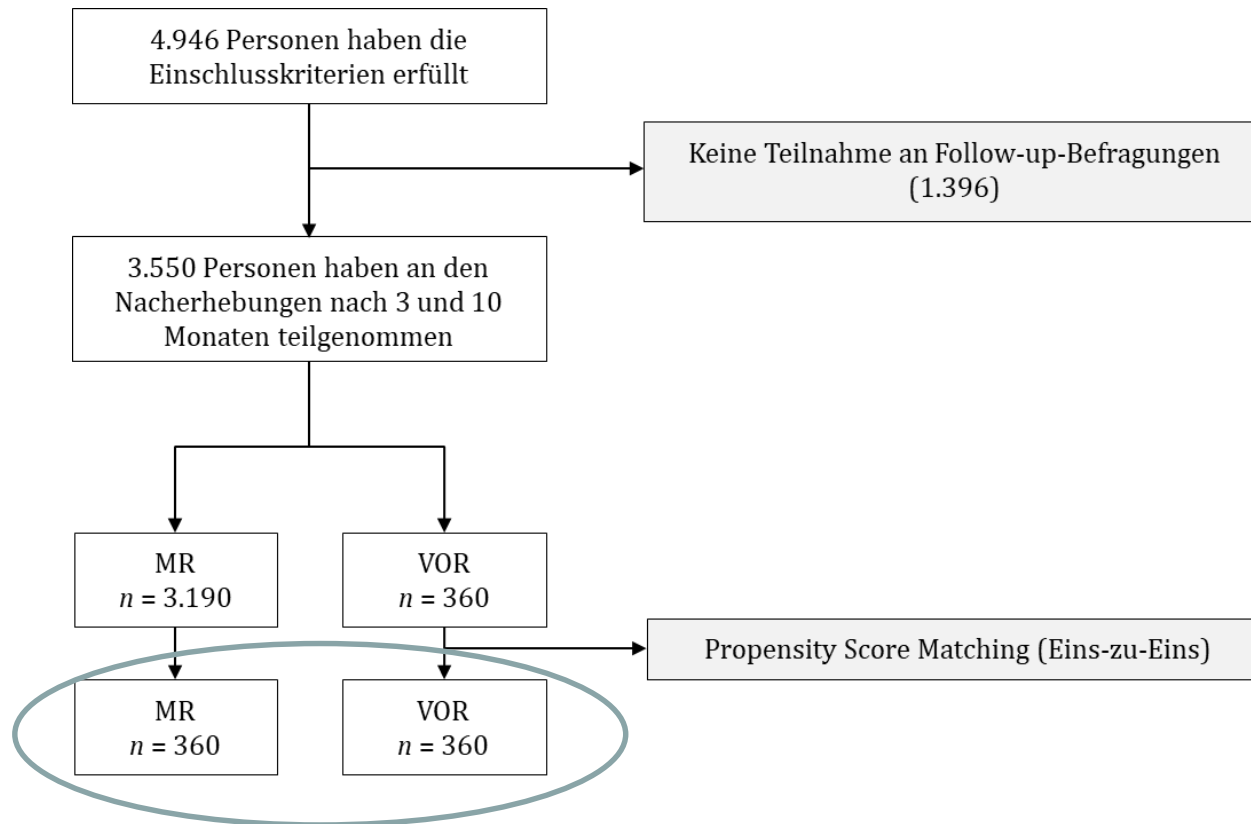 4.946 Personen haben die
Einschlusskriterien erfüllt
Keine Teilnahme an Follow-up-Befragungen
(1.396)
3.550 Personen haben an den
Nacherhebungen nach 3 und 10
Monaten teilgenommen
MR
n = 3.190
VOR
n = 360
Propensity Score Matching (Eins-zu-Eins)
MR
n = 360
VOR
n = 360